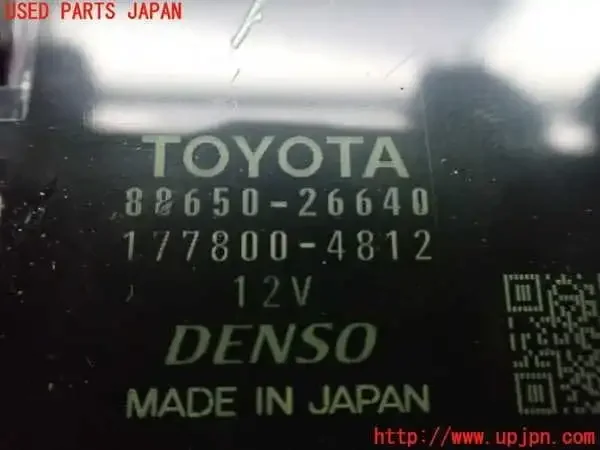 USED PARTS JAPAN
TOYOTA
88650-26640
177800-4812
12V
DENSO
MADE IN JAPAN
http://www.upjpn.com/